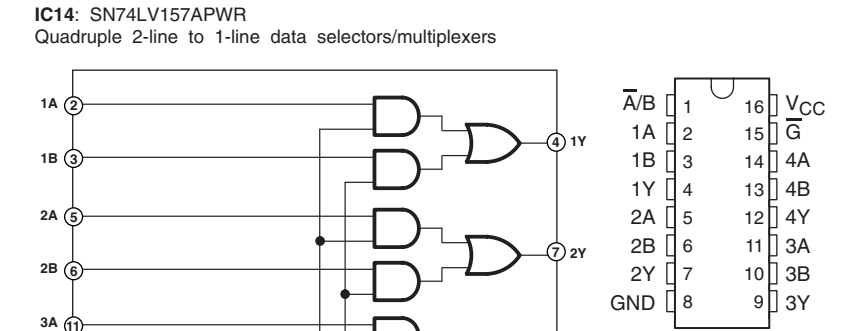 IC14: SN74LV157APWR
Quadruple 2-line to 1-line data selectors/multiplexers
1A 2
1B 3
4 1Y
2A 5
2B 6
7 2Y
3A 11
A̅/B 1 16 VCC
1A 2 15 G̅
1B 3 14 4A
1Y 4 13 4B
2A 5 12 4Y
2B 6 11 3A
2Y 7 10 3B
GND 8 9 3Y